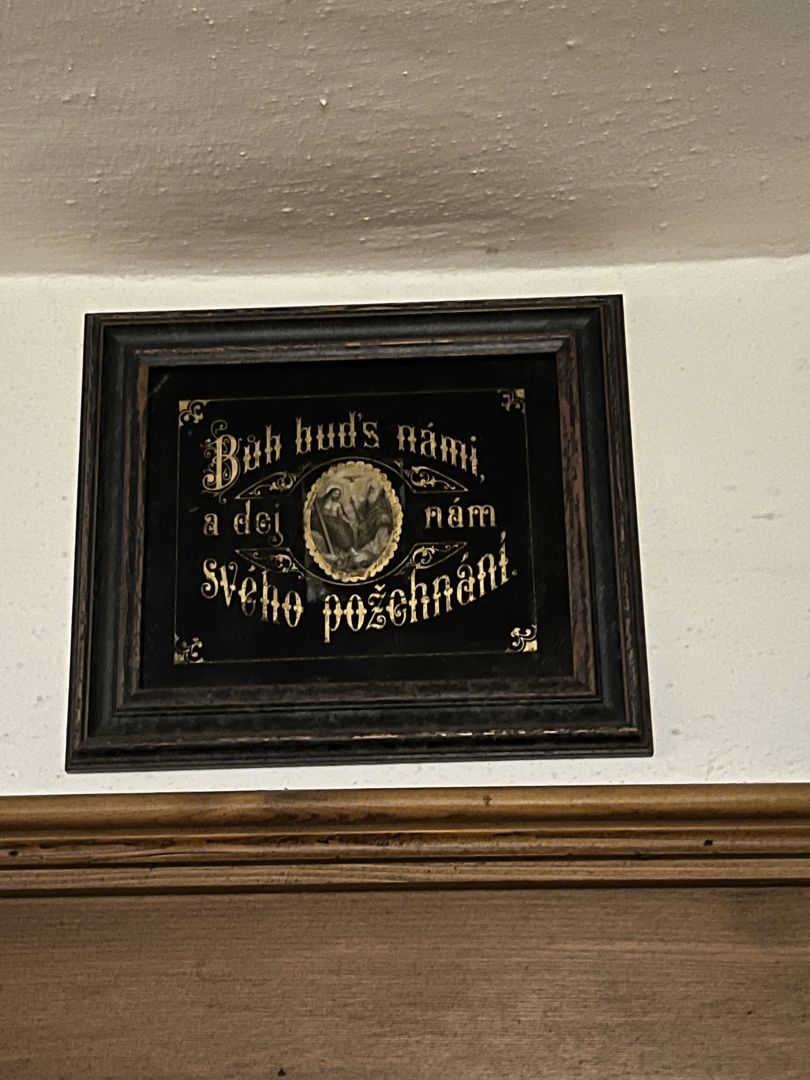 Bůh buď s námi,
a dej nám
svého požehnání.